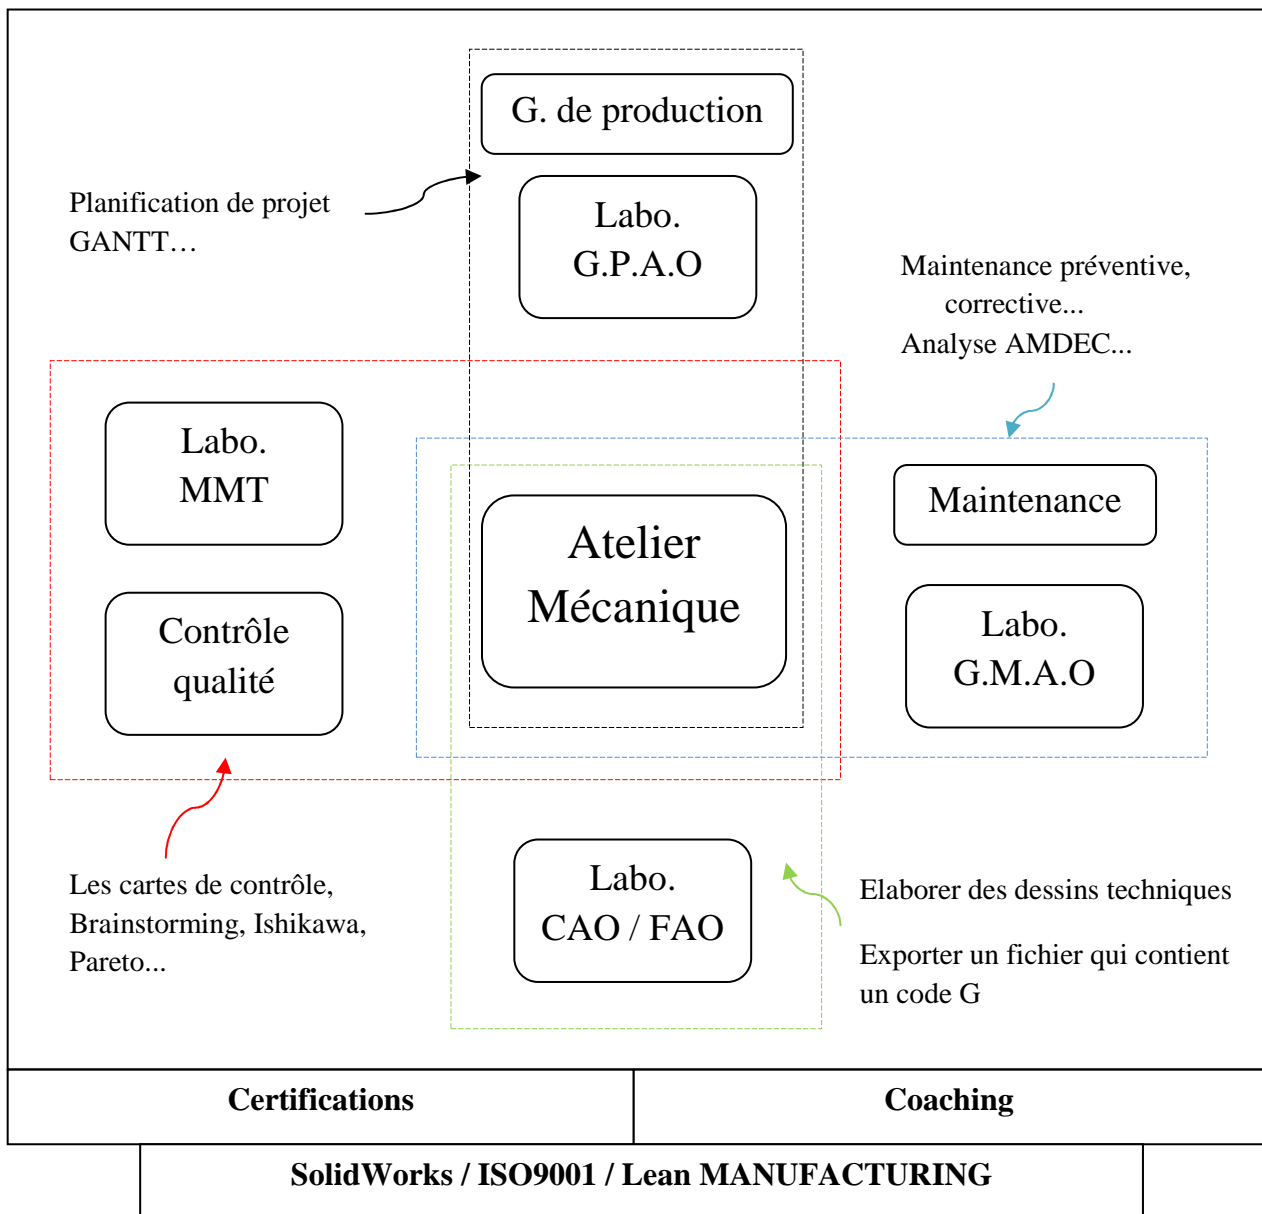 G. de production
Planification de projet
GANTT…
Labo.
G.P.A.O
Maintenance préventive,
corrective...
Analyse AMDEC...
Labo.
MMT
Contrôle
qualité
Atelier
Mécanique
Maintenance
Labo.
G.M.A.O
Les cartes de contrôle,
Brainstorming, Ishikawa,
Pareto...
Labo.
CAO / FAO
Elaborer des dessins techniques
Exporter un fichier qui contient
un code G
Certifications
Coaching
SolidWorks / ISO9001 / Lean MANUFACTURING